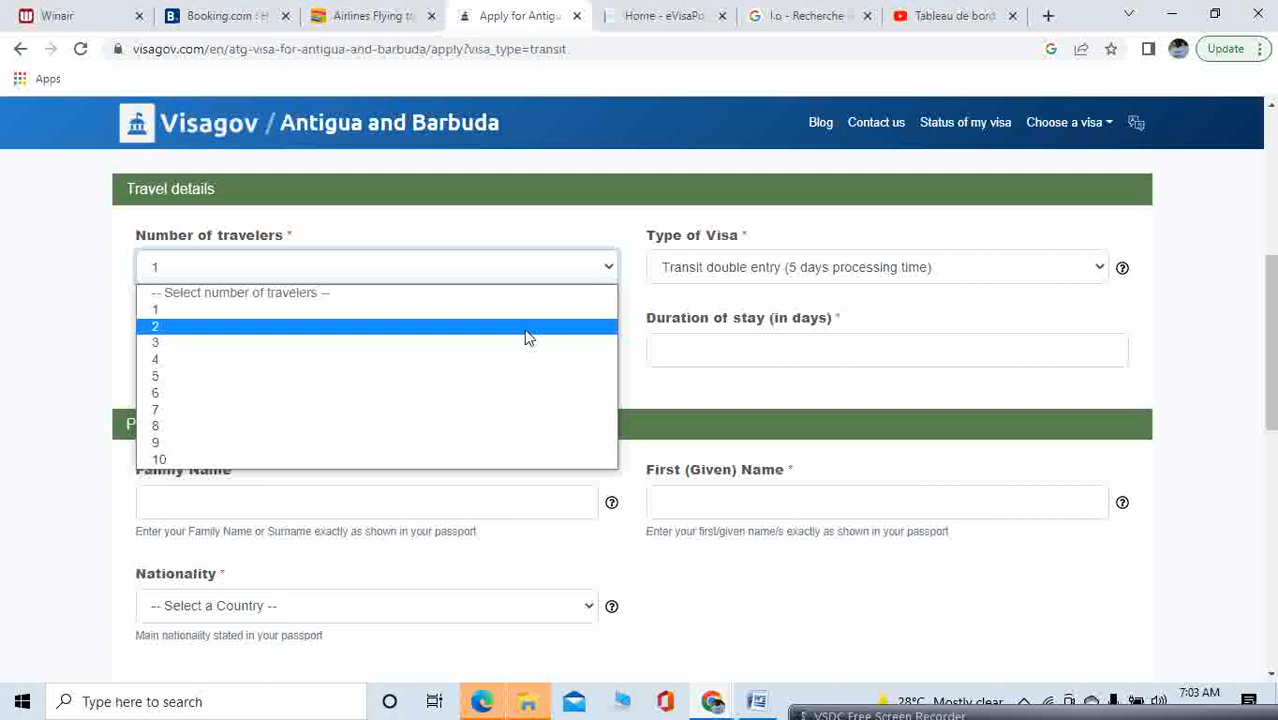 Winair
Booking.com : H
Airlines Flying to
Apply for Antigu
Home - eVisaPo
- Recherche
Tableau de bord
visagov.com/en/atg-visa-for-antigua-and-barbuda/apply?visa_type=transit
Update
Apps
Visagov / Antigua and Barbuda
Blog Contact us Status of my visa Choose a visa
Travel details
Number of travelers *
Type of Visa *
1
Transit double entry (5 days processing time)
-- Select number of travelers --
1
2
3
4
5
6
7
8
9
10
Duration of stay (in days) *
Family Name
First (Given) Name *
Enter your Family Name or Surname exactly as shown in your passport
Enter your first/given name/s exactly as shown in your passport
Nationality *
-- Select a Country --
Main nationality stated in your passport
Type here to search
28°C Mostly clear
7:03 AM
VSDC Free Screen Recorder